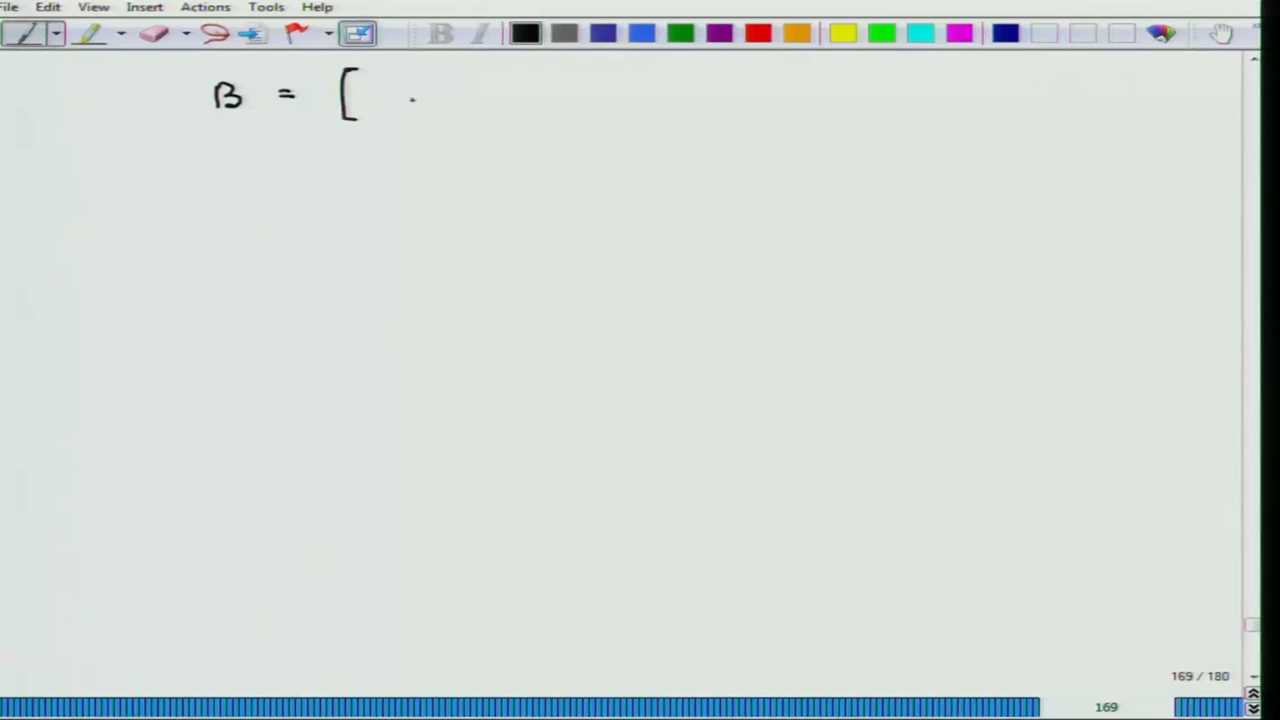 File Edit View Insert Actions Tools Help
B I
B = [ .
169 / 180
169